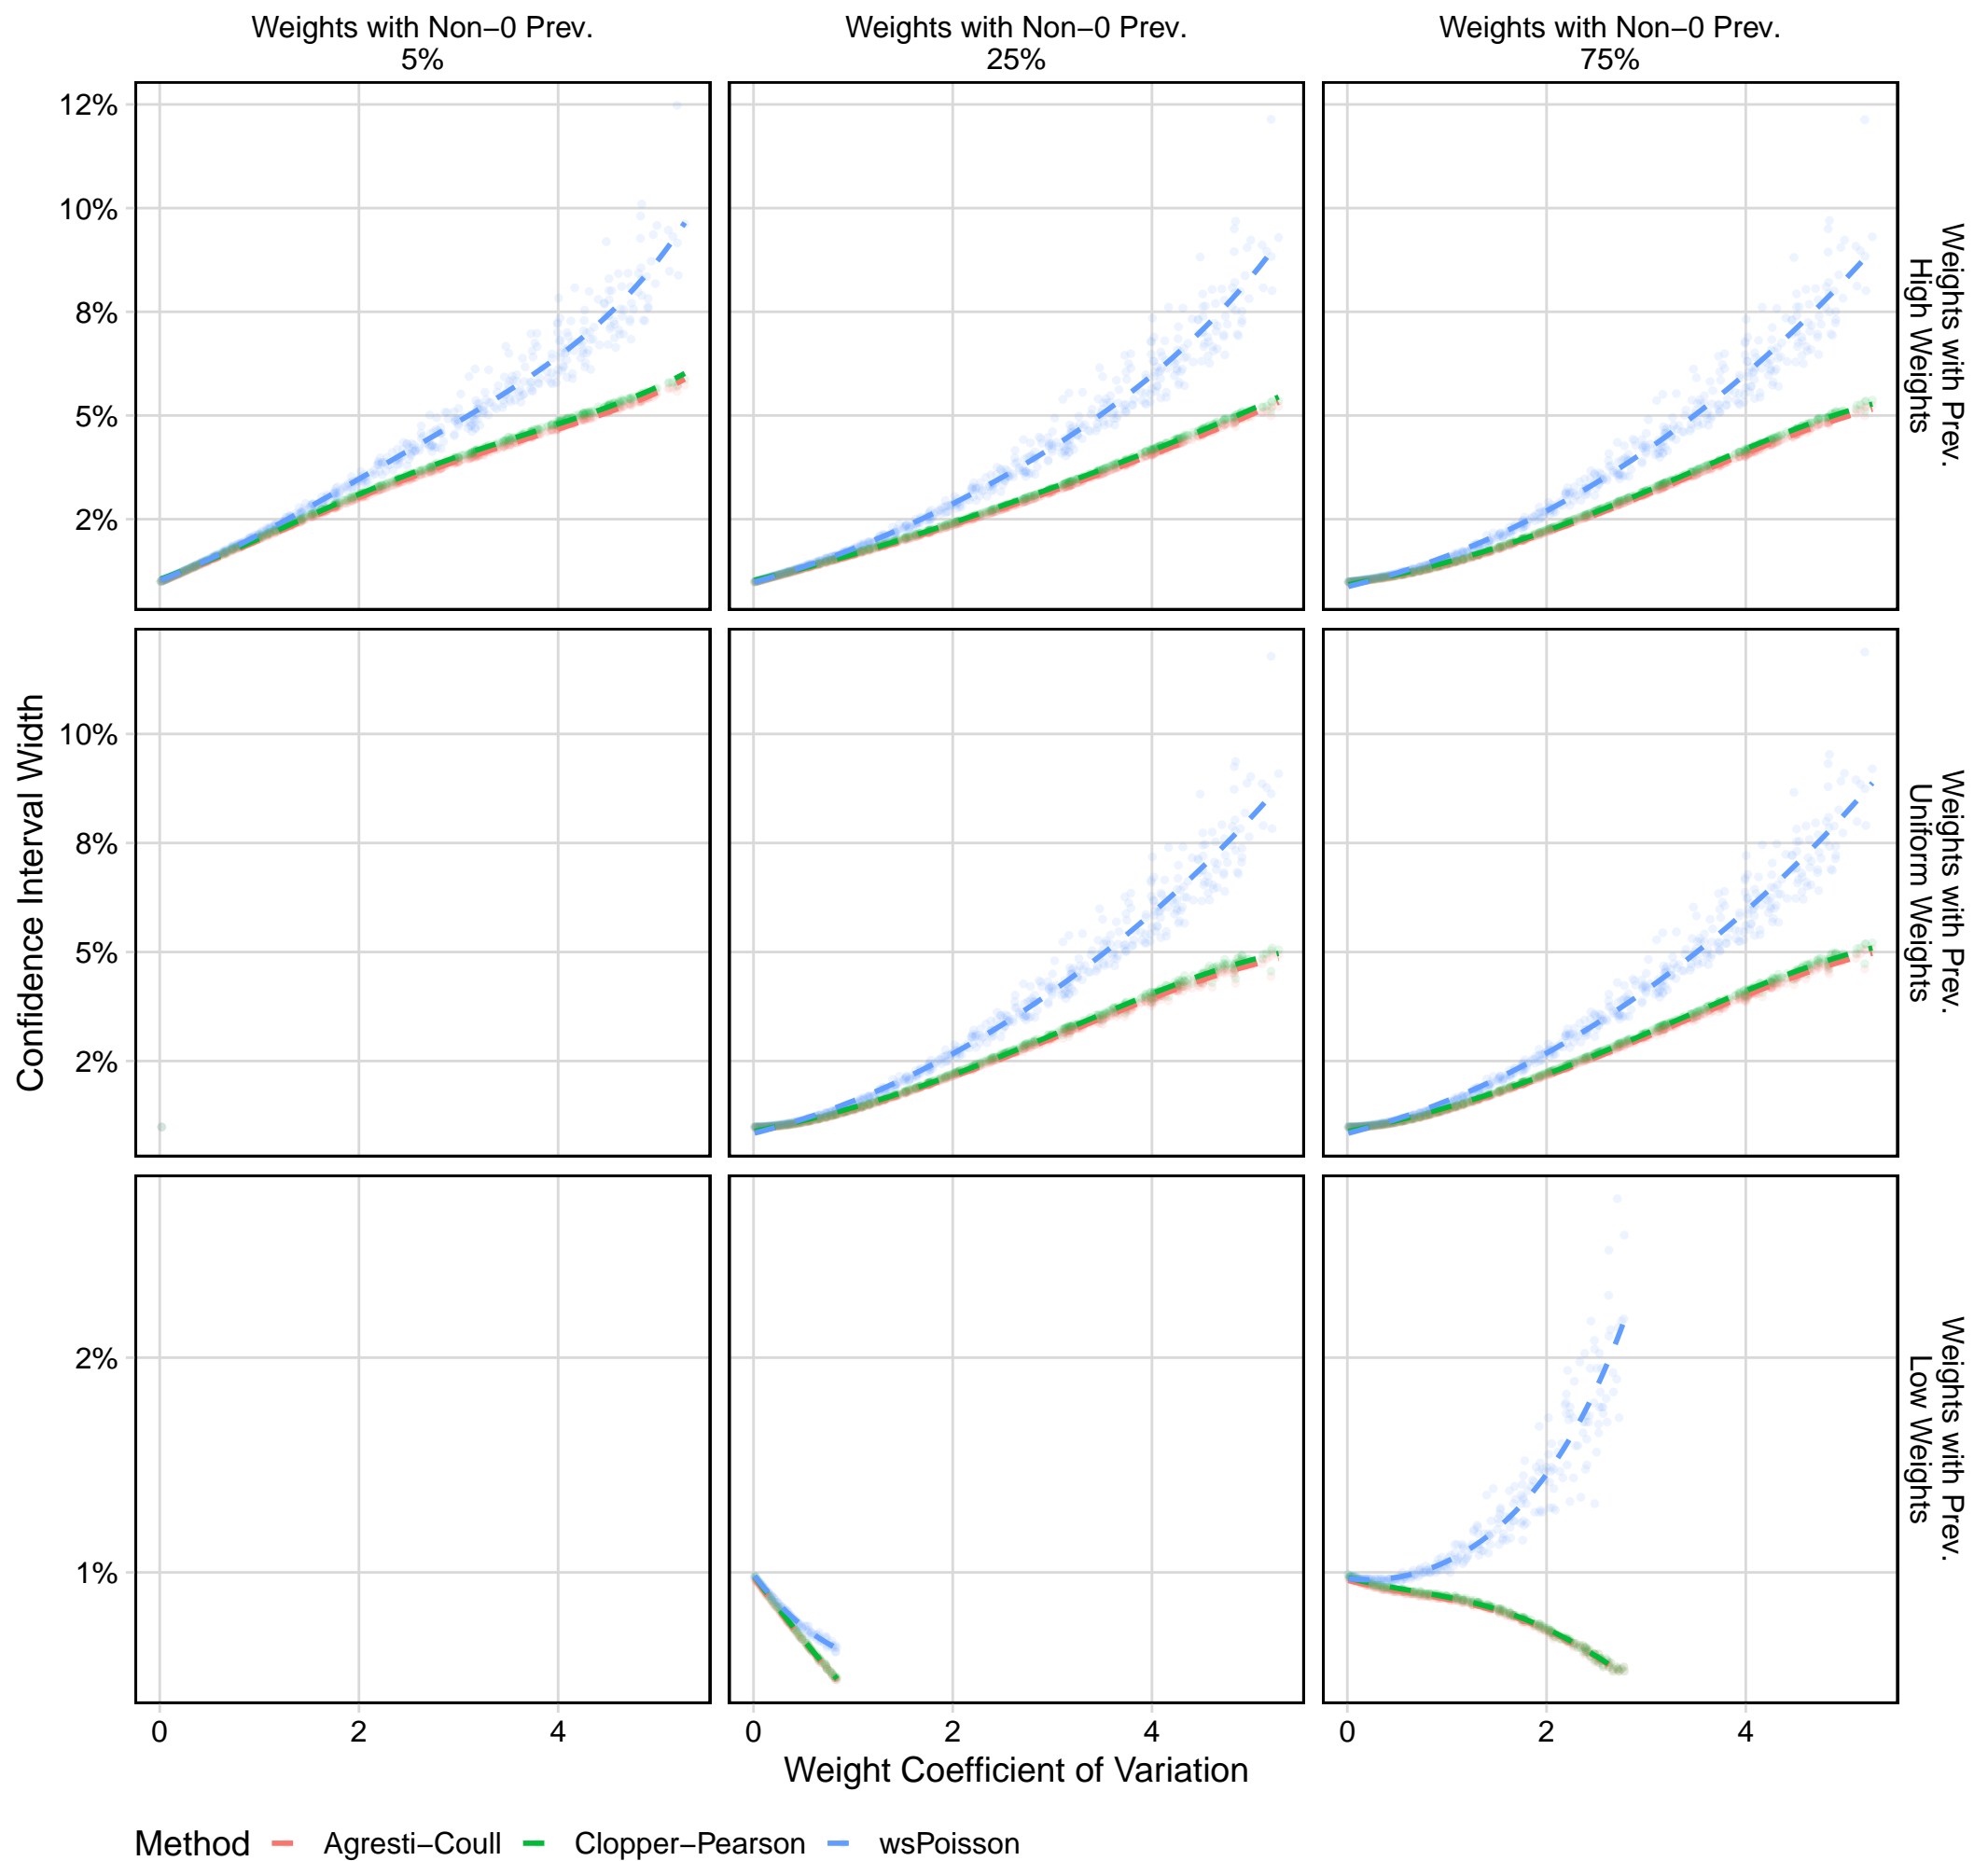 Weights with Non−0 Prev.
5%
Weights with Non−0 Prev.
25%
Weights with Non−0 Prev.
75%
12%
10%
8%
5%
2%
Weights with Prev.
High Weights
Confidence Interval Width
10%
8%
5%
2%
Weights with Prev.
Uniform Weights
2%
1%
Weights with Prev.
Low Weights
0 2 4
0 2 4
0 2 4
Weight Coefficient of Variation
Method Agresti−Coull Clopper−Pearson wsPoisson